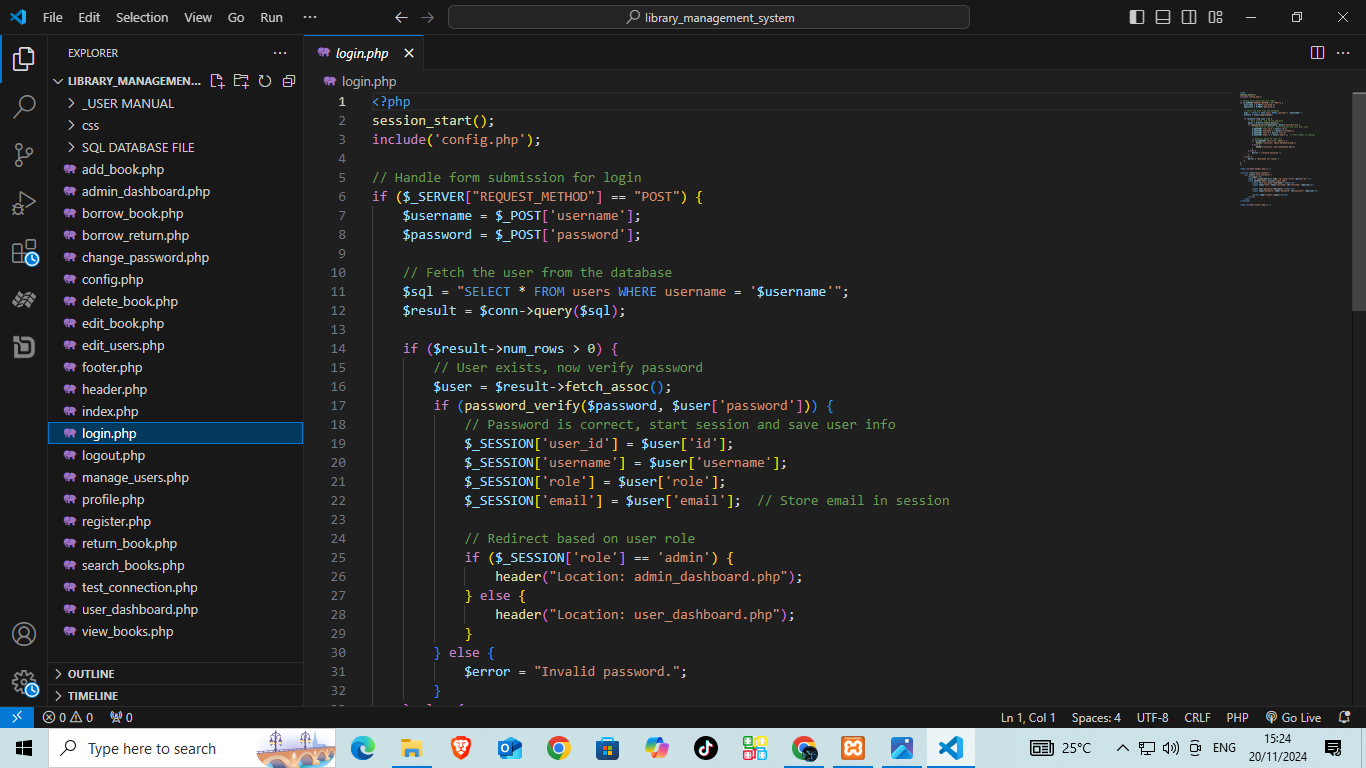 File Edit Selection View Go Run ···
library_management_system
EXPLORER ···
LIBRARY_MANAGEMEN...
_USER MANUAL
css
SQL DATABASE FILE
add_book.php
admin_dashboard.php
borrow_book.php
borrow_return.php
change_password.php
config.php
delete_book.php
edit_book.php
edit_users.php
footer.php
header.php
index.php
login.php
logout.php
manage_users.php
profile.php
register.php
return_book.php
search_books.php
test_connection.php
user_dashboard.php
view_books.php
OUTLINE
TIMELINE
login.php
login.php
1 <?php
2 session_start();
3 include('config.php');
4
5 // Handle form submission for login
6 if ($_SERVER["REQUEST_METHOD"] == "POST") {
7     $username = $_POST['username'];
8     $password = $_POST['password'];
9
10     // Fetch the user from the database
11     $sql = "SELECT * FROM users WHERE username = '$username'";
12     $result = $conn->query($sql);
13
14     if ($result->num_rows > 0) {
15         // User exists, now verify password
16         $user = $result->fetch_assoc();
17         if (password_verify($password, $user['password'])) {
18             // Password is correct, start session and save user info
19             $_SESSION['user_id'] = $user['id'];
20             $_SESSION['username'] = $user['username'];
21             $_SESSION['role'] = $user['role'];
22             $_SESSION['email'] = $user['email'];  // Store email in session
23
24             // Redirect based on user role
25             if ($_SESSION['role'] == 'admin') {
26                 header("Location: admin_dashboard.php");
27             } else {
28                 header("Location: user_dashboard.php");
29             }
30         } else {
31             $error = "Invalid password.";
32         }
0 0 0
Ln 1, Col 1 Spaces: 4 UTF-8 CRLF PHP Go Live
Type here to search
25°C ENG 15:24
20/11/2024